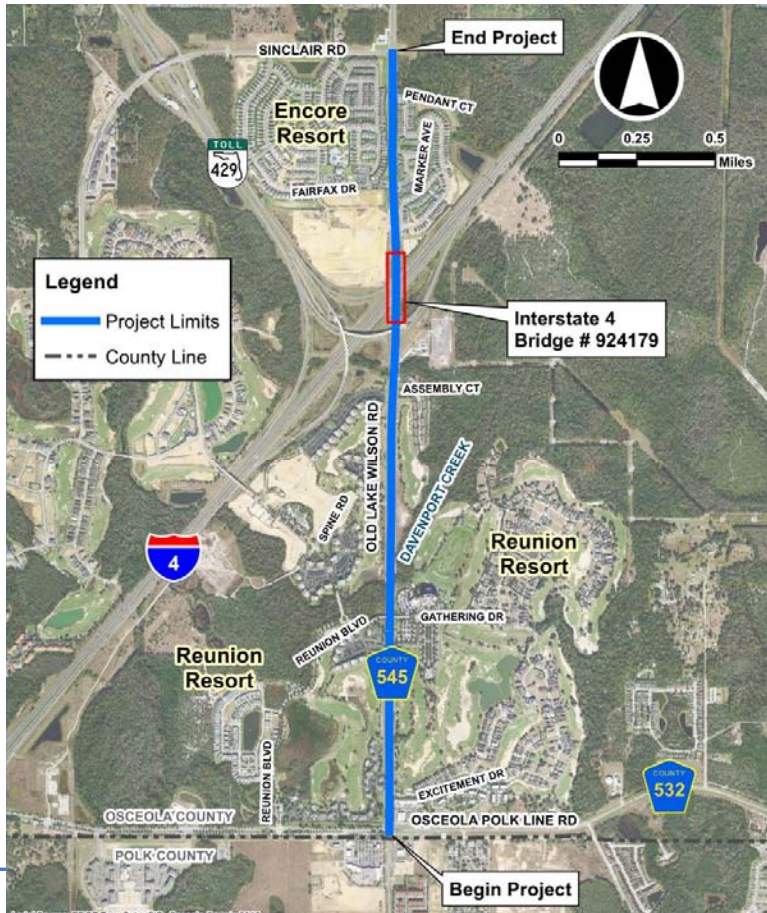 SINCLAIR RD
End Project
Encore
Resort
PENDANT CT
MARKER AVE
TOLL
429
FAIRFAX DR
0 0.25 0.5
Miles
Legend
Project Limits
County Line
Interstate 4
Bridge # 924179
ASSEMBLY CT
OLD LAKE WILSON RD
DAVENPORT CREEK
SPINE RD
Reunion
Resort
4
GATHERING DR
REUNION BLVD
Reunion
Resort
COUNTY
545
REUNION BLVD
EXCITEMENT DR
COUNTY
532
OSCEOLA COUNTY
OSCEOLA POLK LINE RD
POLK COUNTY
Begin Project